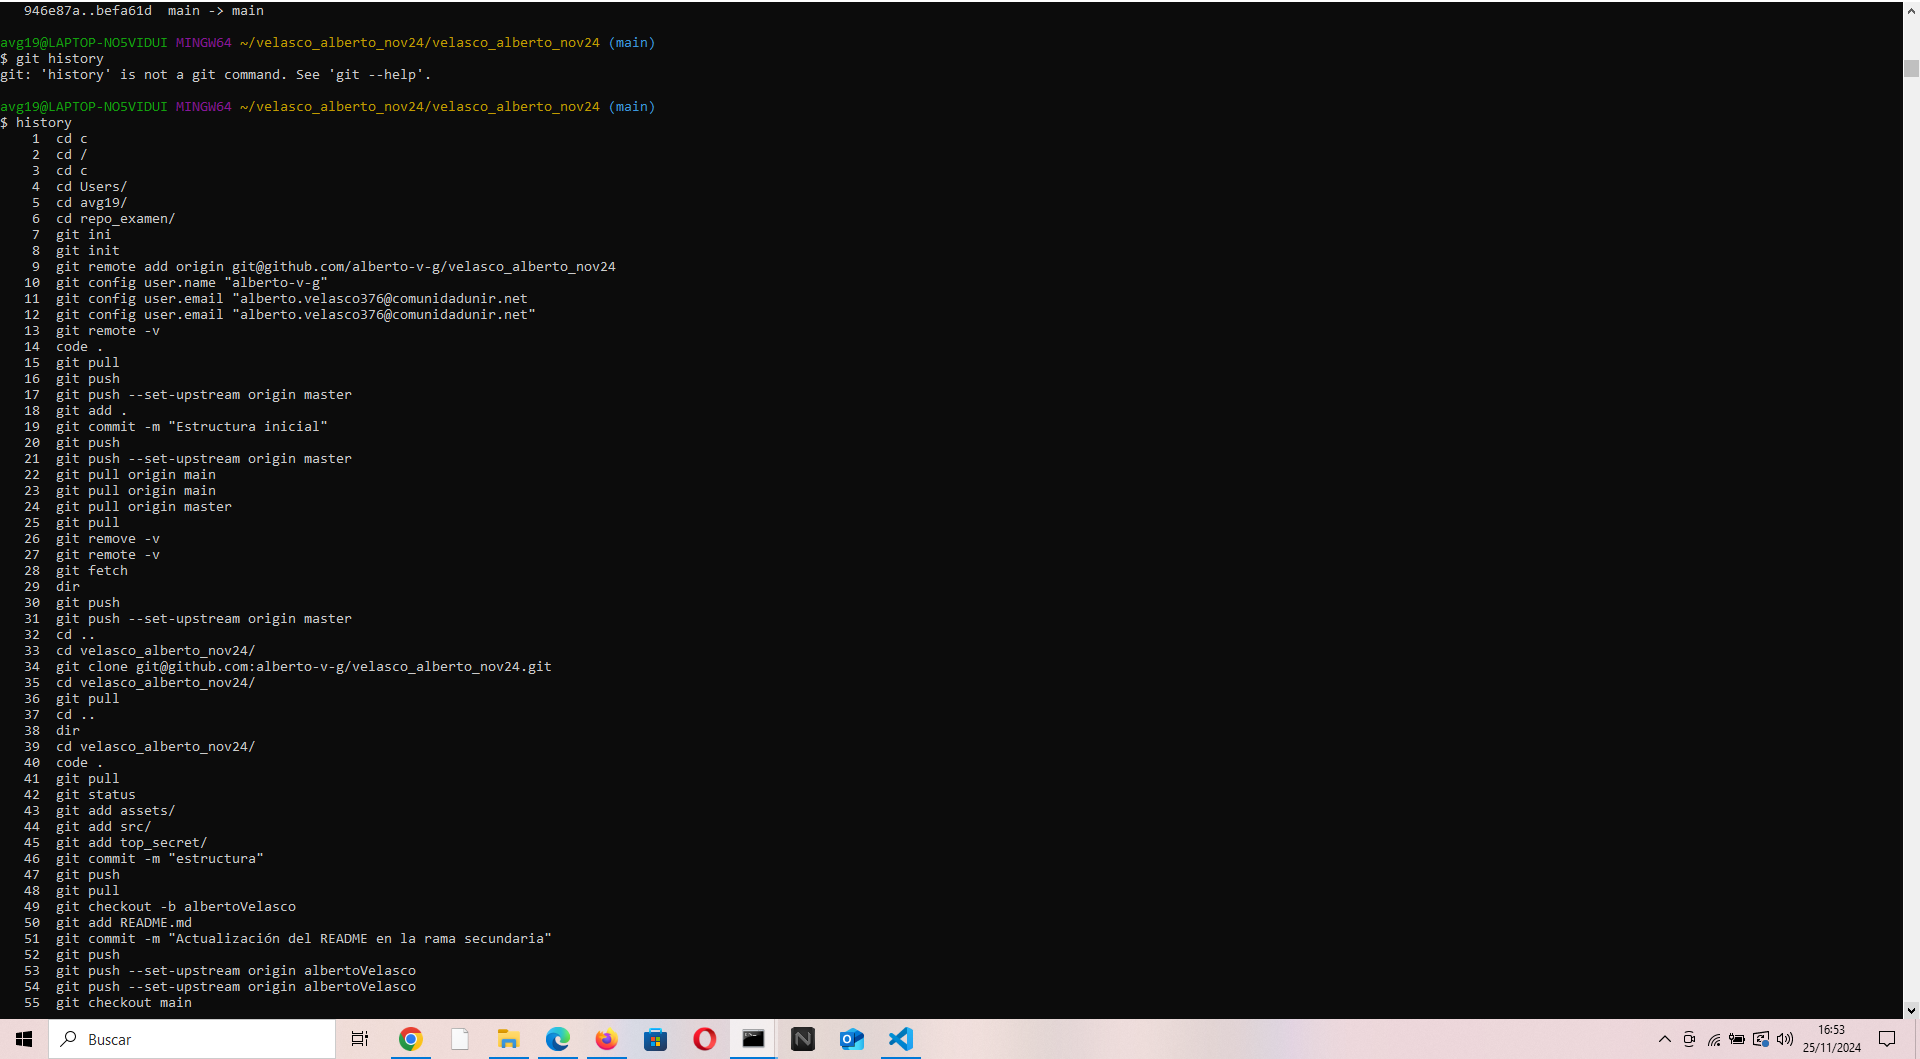 946e87a..befa61d  main -> main
avg19@LAPTOP-NO5VIDUI MINGW64 ~/velasco_alberto_nov24/velasco_alberto_nov24 (main)
$ git history
git: 'history' is not a git command. See 'git --help'.
avg19@LAPTOP-NO5VIDUI MINGW64 ~/velasco_alberto_nov24/velasco_alberto_nov24 (main)
$ history
1  cd c
2  cd /
3  cd c
4  cd Users/
5  cd avg19/
6  cd repo_examen/
7  git ini
8  git init
9  git remote add origin git@github.com/alberto-v-g/velasco_alberto_nov24
10  git config user.name "alberto-v-g"
11  git config user.email "alberto.velasco376@comunidadunir.net
12  git config user.email "alberto.velasco376@comunidadunir.net"
13  git remote -v
14  code .
15  git pull
16  git push
17  git push --set-upstream origin master
18  git add .
19  git commit -m "Estructura inicial"
20  git push
21  git push --set-upstream origin master
22  git pull origin main
23  git pull origin main
24  git pull origin master
25  git pull
26  git remove -v
27  git remote -v
28  git fetch
29  dir
30  git push
31  git push --set-upstream origin master
32  cd ..
33  cd velasco_alberto_nov24/
34  git clone git@github.com:alberto-v-g/velasco_alberto_nov24.git
35  cd velasco_alberto_nov24/
36  git pull
37  cd ..
38  dir
39  cd velasco_alberto_nov24/
40  code .
41  git pull
42  git status
43  git add assets/
44  git add src/
45  git add top_secret/
46  git commit -m "estructura"
47  git push
48  git pull
49  git checkout -b albertoVelasco
50  git add README.md
51  git commit -m "Actualización del README en la rama secundaria"
52  git push
53  git push --set-upstream origin albertoVelasco
54  git push --set-upstream origin albertoVelasco
55  git checkout main
Buscar
16:53
25/11/2024